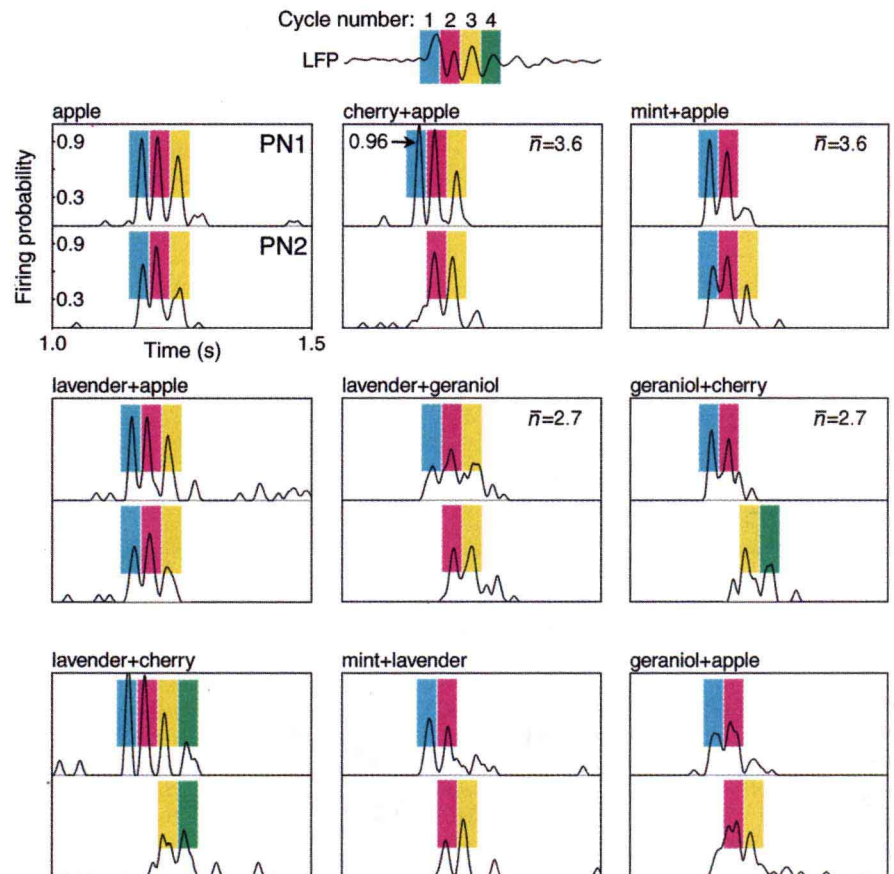 Cycle number: 1 2 3 4
LFP
apple
cherry+apple
mint+apple
0.9
PN1
0.96
n̄=3.6
n̄=3.6
0.3
Firing probability
0.9
PN2
0.3
1.0
Time (s)
1.5
lavender+apple
lavender+geraniol
geraniol+cherry
n̄=2.7
n̄=2.7
lavender+cherry
mint+lavender
geraniol+apple